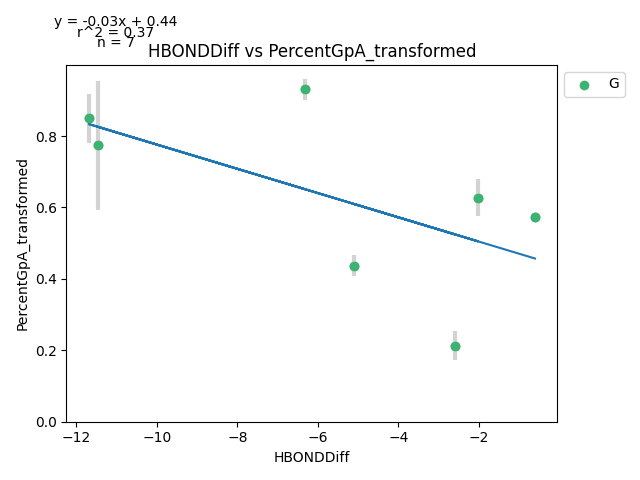 y = -0.03x + 0.44
r^2 = 0.37
n = 7
HBONDDiff vs PercentGpA_transformed
G
PercentGpA_transformed
0.8
0.6
0.4
0.2
0.0
−12
−10
−8
−6
−4
−2
HBONDDiff